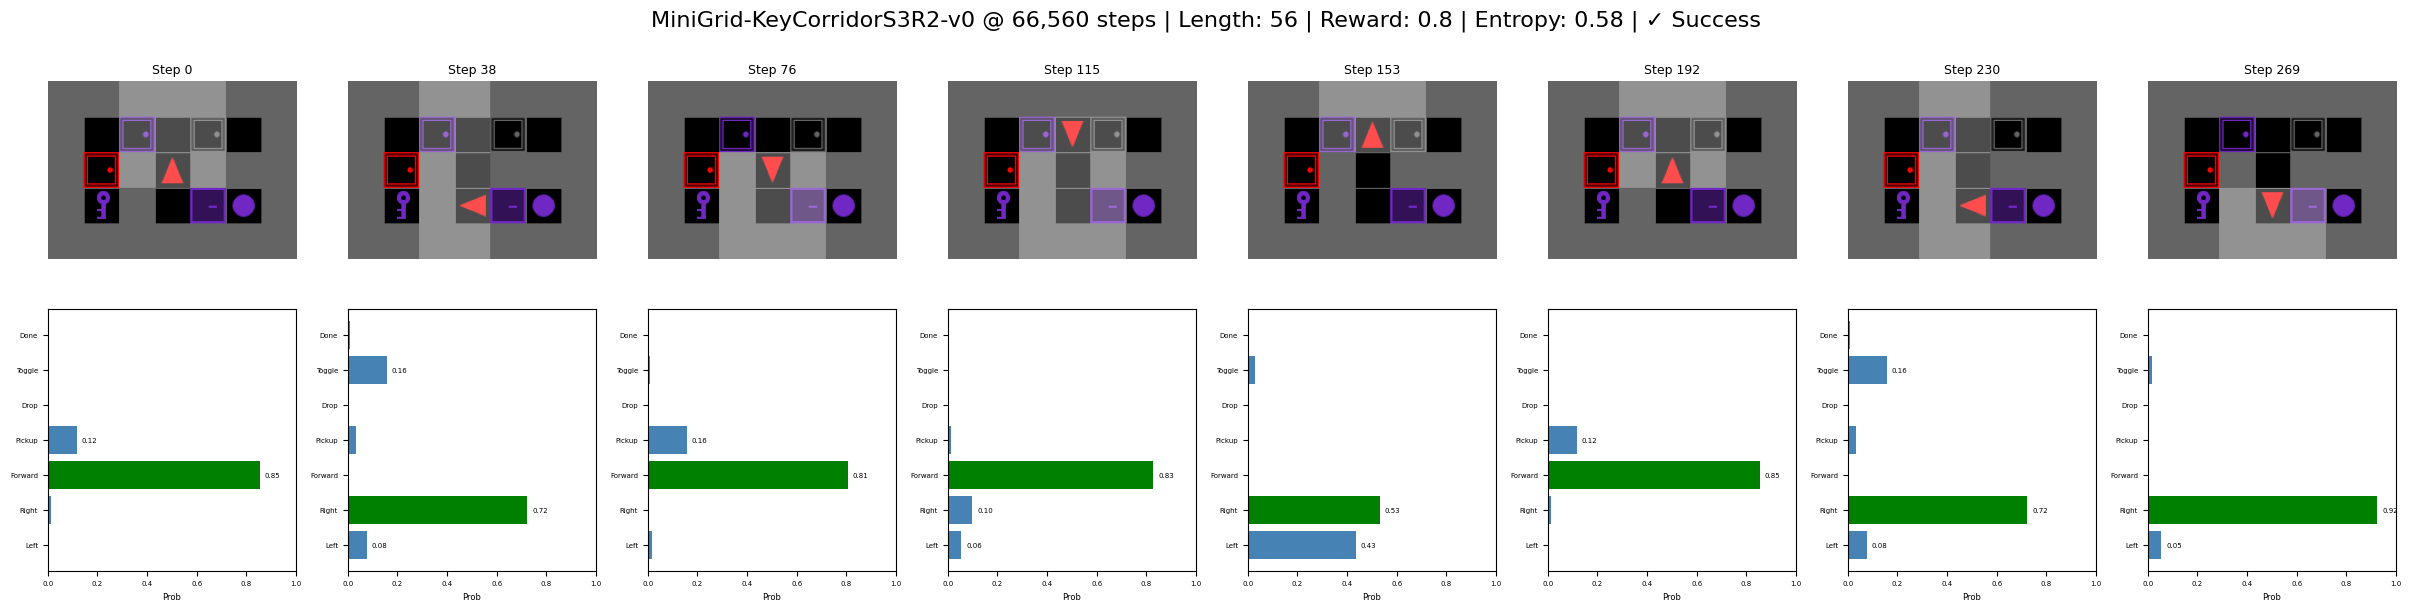 MiniGrid-KeyCorridorS3R2-v0 @ 66,560 steps | Length: 56 | Reward: 0.8 | Entropy: 0.58 | ✓ Success
Step 0
Step 38
Step 76
Step 115
Step 153
Step 192
Step 230
Step 269
Done
Toggle
Drop
Pickup
0.12
Forward
0.85
Right
Left
0.0 0.2 0.4 0.6 0.8 1.0
Prob
Done
Toggle
0.16
Drop
Pickup
Forward
Right
0.72
Left
0.08
0.0 0.2 0.4 0.6 0.8 1.0
Prob
Done
Toggle
Drop
Pickup
0.16
Forward
0.81
Right
Left
0.0 0.2 0.4 0.6 0.8 1.0
Prob
Done
Toggle
Drop
Pickup
Forward
0.83
Right
0.10
Left
0.06
0.0 0.2 0.4 0.6 0.8 1.0
Prob
Done
Toggle
Drop
Pickup
Forward
Right
0.53
Left
0.43
0.0 0.2 0.4 0.6 0.8 1.0
Prob
Done
Toggle
Drop
Pickup
0.12
Forward
0.85
Right
Left
0.0 0.2 0.4 0.6 0.8 1.0
Prob
Done
Toggle
0.16
Drop
Pickup
Forward
Right
0.72
Left
0.08
0.0 0.2 0.4 0.6 0.8 1.0
Prob
Done
Toggle
Drop
Pickup
Forward
Right
0.92
Left
0.05
0.0 0.2 0.4 0.6 0.8 1.0
Prob